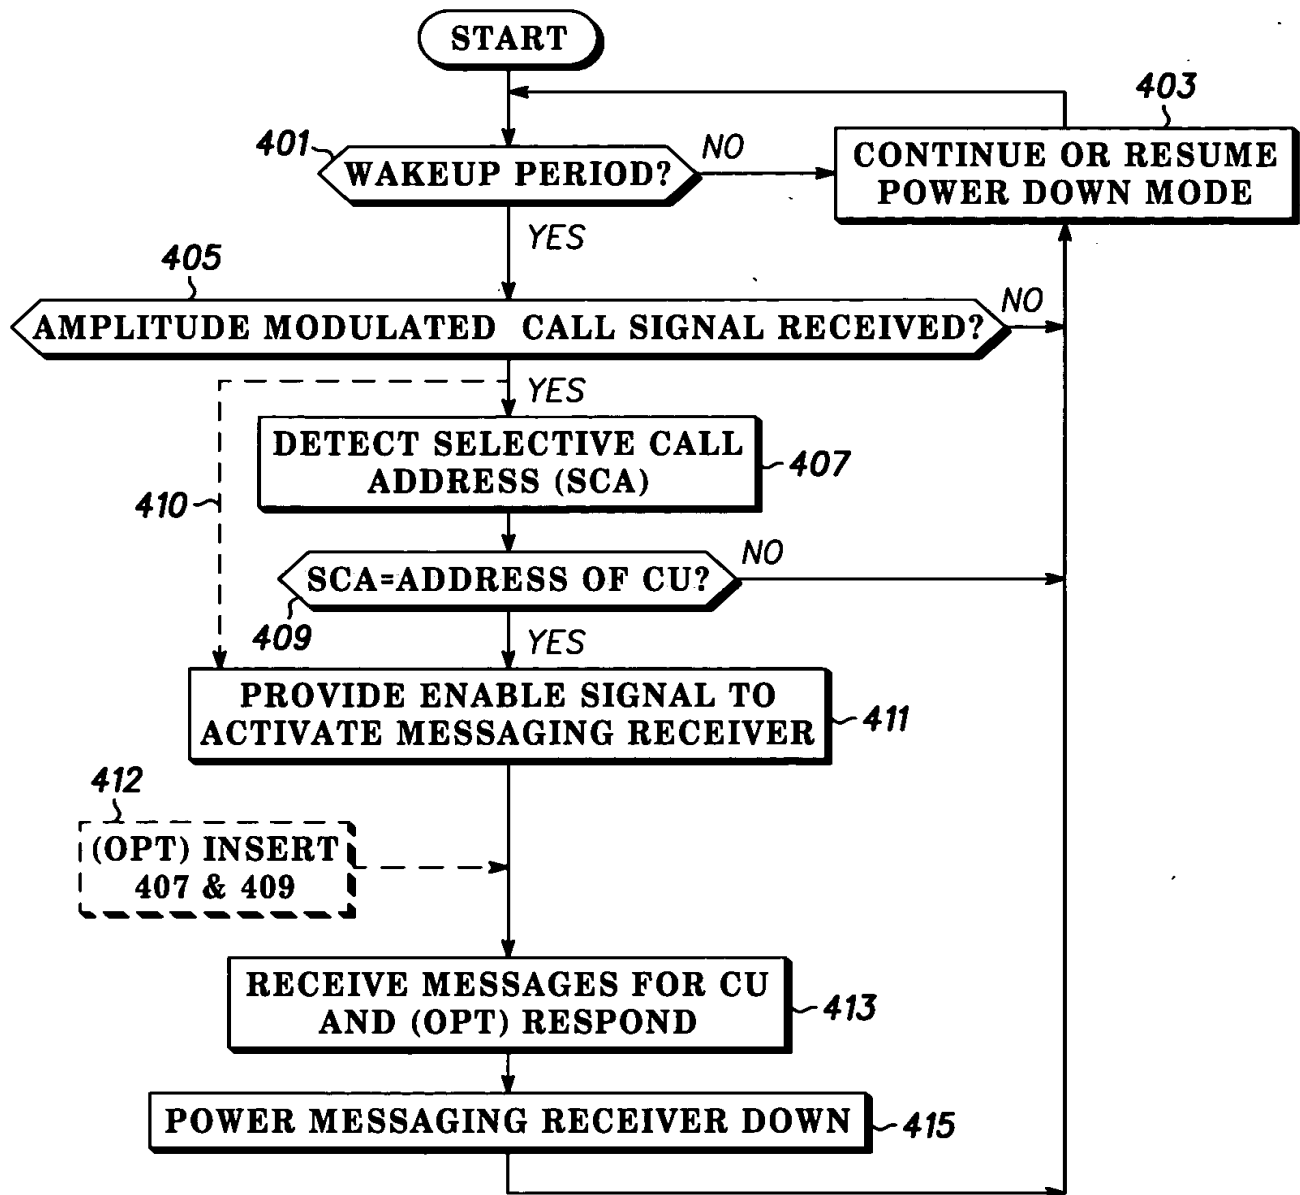 START
403
401
WAKEUP PERIOD?
NO
CONTINUE OR RESUME
POWER DOWN MODE
YES
405
AMPLITUDE MODULATED CALL SIGNAL RECEIVED?
NO
YES
DETECT SELECTIVE CALL
ADDRESS (SCA)
407
410
SCA=ADDRESS OF CU?
NO
409
YES
PROVIDE ENABLE SIGNAL TO
ACTIVATE MESSAGING RECEIVER
411
412
(OPT) INSERT
407 & 409
RECEIVE MESSAGES FOR CU
AND (OPT) RESPOND
413
POWER MESSAGING RECEIVER DOWN
415